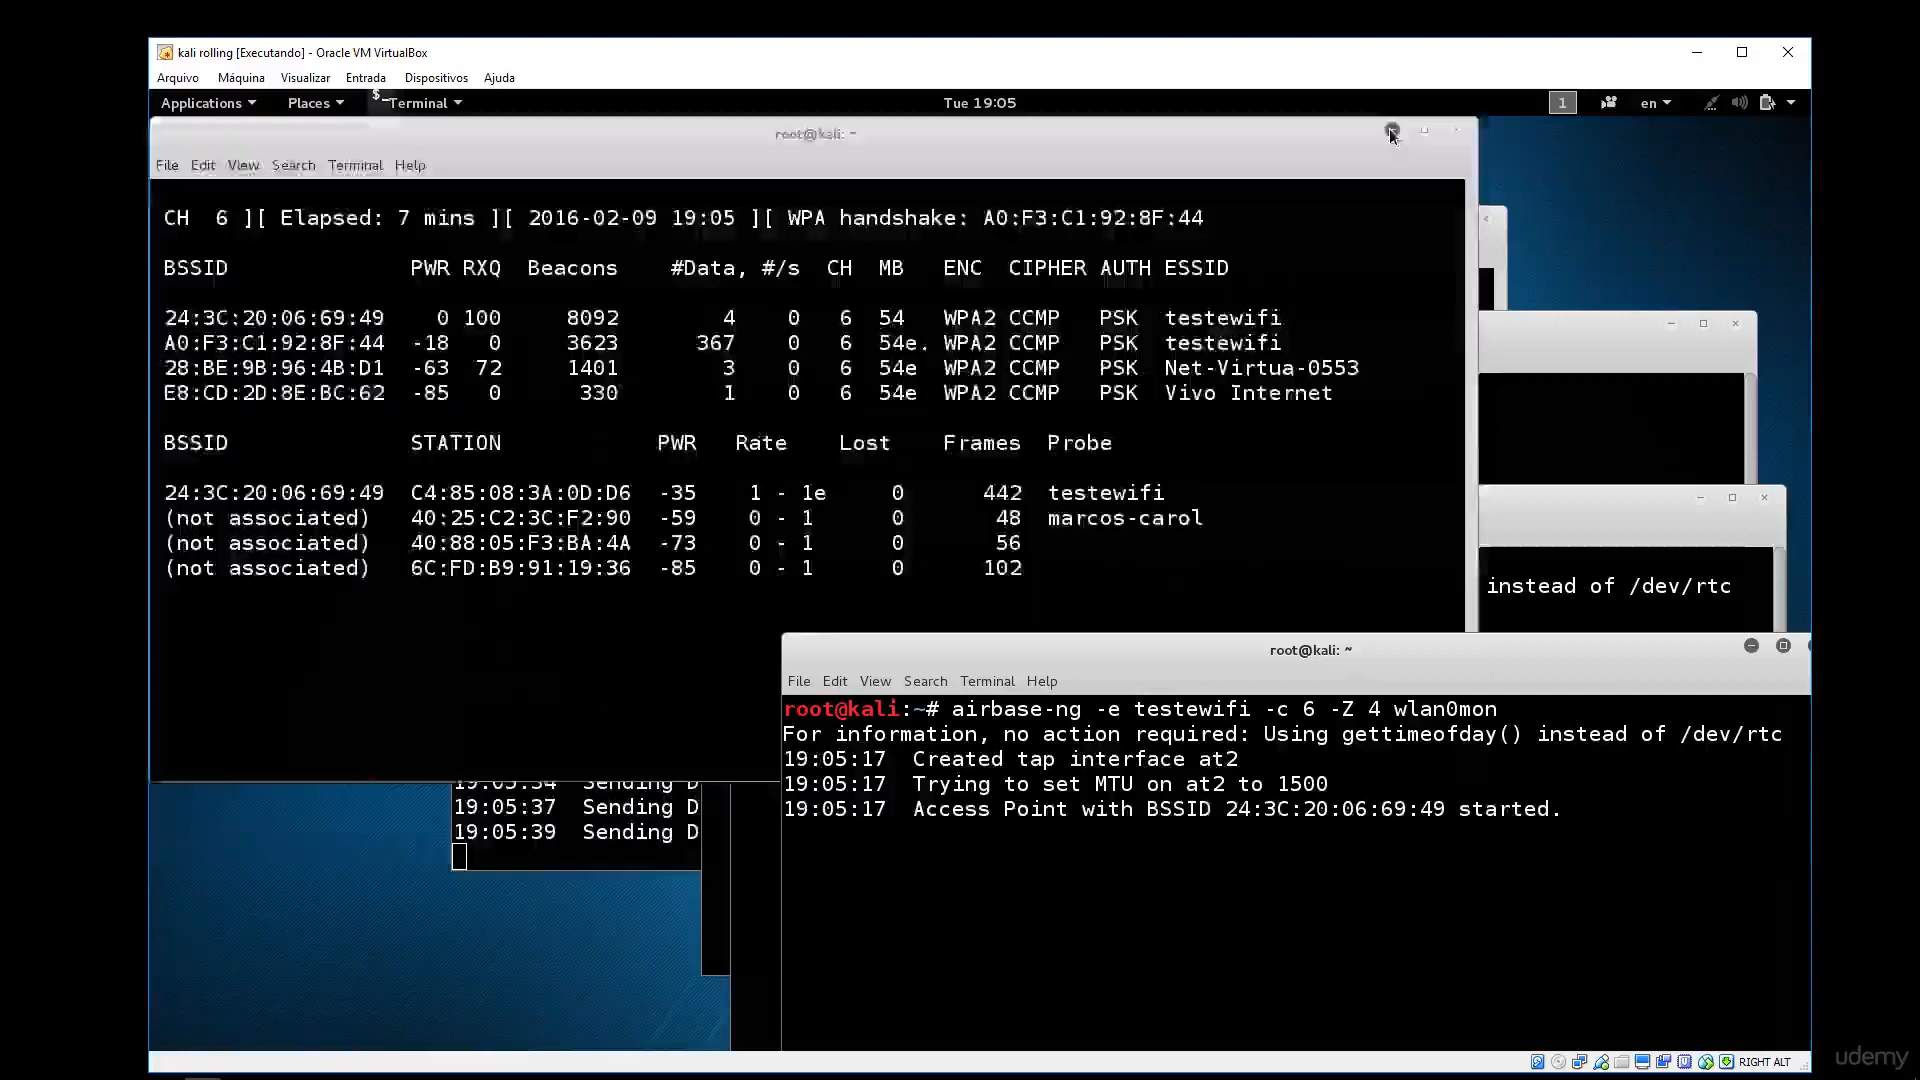 kali rolling [Executando] - Oracle VM VirtualBox
Arquivo Máquina Visualizar Entrada Dispositivos Ajuda
Applications Places $_ Terminal Tue 19:05 1 en
root@kali: ~
File Edit View Search Terminal Help
CH 6 ][ Elapsed: 7 mins ][ 2016-02-09 19:05 ][ WPA handshake: A0:F3:C1:92:8F:44
BSSID PWR RXQ Beacons #Data, #/s CH MB ENC CIPHER AUTH ESSID
24:3C:20:06:69:49 0 100 8092 4 0 6 54 WPA2 CCMP PSK testewifi
A0:F3:C1:92:8F:44 -18 0 3623 367 0 6 54e. WPA2 CCMP PSK testewifi
28:BE:9B:96:4B:D1 -63 72 1401 3 0 6 54e WPA2 CCMP PSK Net-Virtua-0553
E8:CD:2D:8E:BC:62 -85 0 330 1 0 6 54e WPA2 CCMP PSK Vivo Internet
BSSID STATION PWR Rate Lost Frames Probe
24:3C:20:06:69:49 C4:85:08:3A:0D:D6 -35 1 - 1e 0 442 testewifi
(not associated) 40:25:C2:3C:F2:90 -59 0 - 1 0 48 marcos-carol
(not associated) 40:88:05:F3:BA:4A -73 0 - 1 0 56
(not associated) 6C:FD:B9:91:19:36 -85 0 - 1 0 102
instead of /dev/rtc
root@kali: ~
File Edit View Search Terminal Help
root@kali:~# airbase-ng -e testewifi -c 6 -Z 4 wlan0mon
For information, no action required: Using gettimeofday() instead of /dev/rtc
19:05:17 Created tap interface at2
19:05:17 Trying to set MTU on at2 to 1500
19:05:17 Access Point with BSSID 24:3C:20:06:69:49 started.
19:05:34 Sending D
19:05:37 Sending D
19:05:39 Sending D
RIGHT ALT
udemy